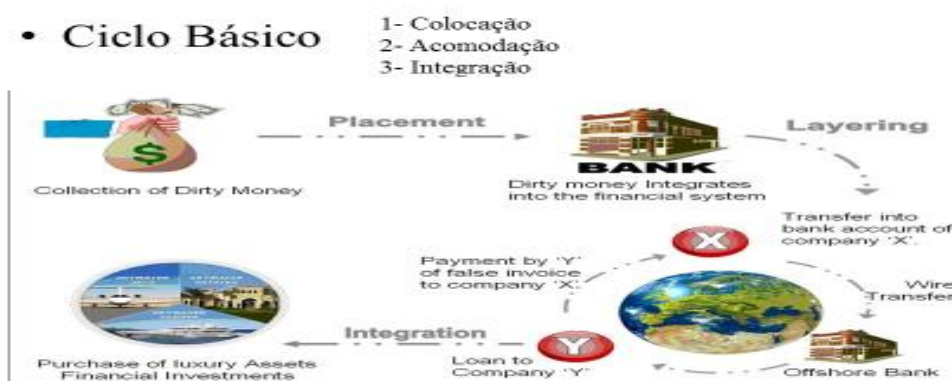 • Ciclo Básico
1- Colocação
2- Acomodação
3- Integração
Placement
Layering
$
BANK
Collection of Dirty Money
Dirty money Integrates
into the financial system
X
Transfer into
bank account of
company 'X'.
Payment by 'Y'
of false invoice
to company 'X'.
Wire
Transfer
Integration
Y
Purchase of luxury Assets
Financial Investments
Loan to
Company 'Y'
Offshore Bank